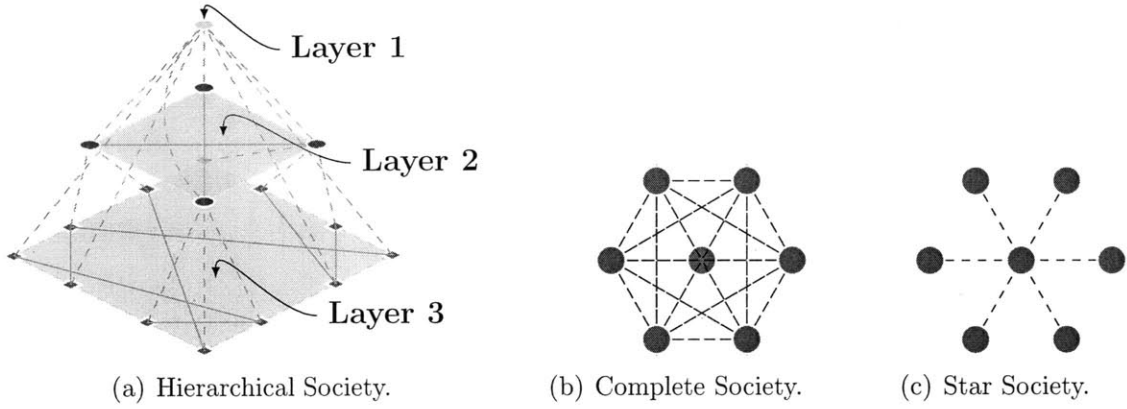 Layer 1
Layer 2
Layer 3
(a) Hierarchical Society.
(b) Complete Society.
(c) Star Society.